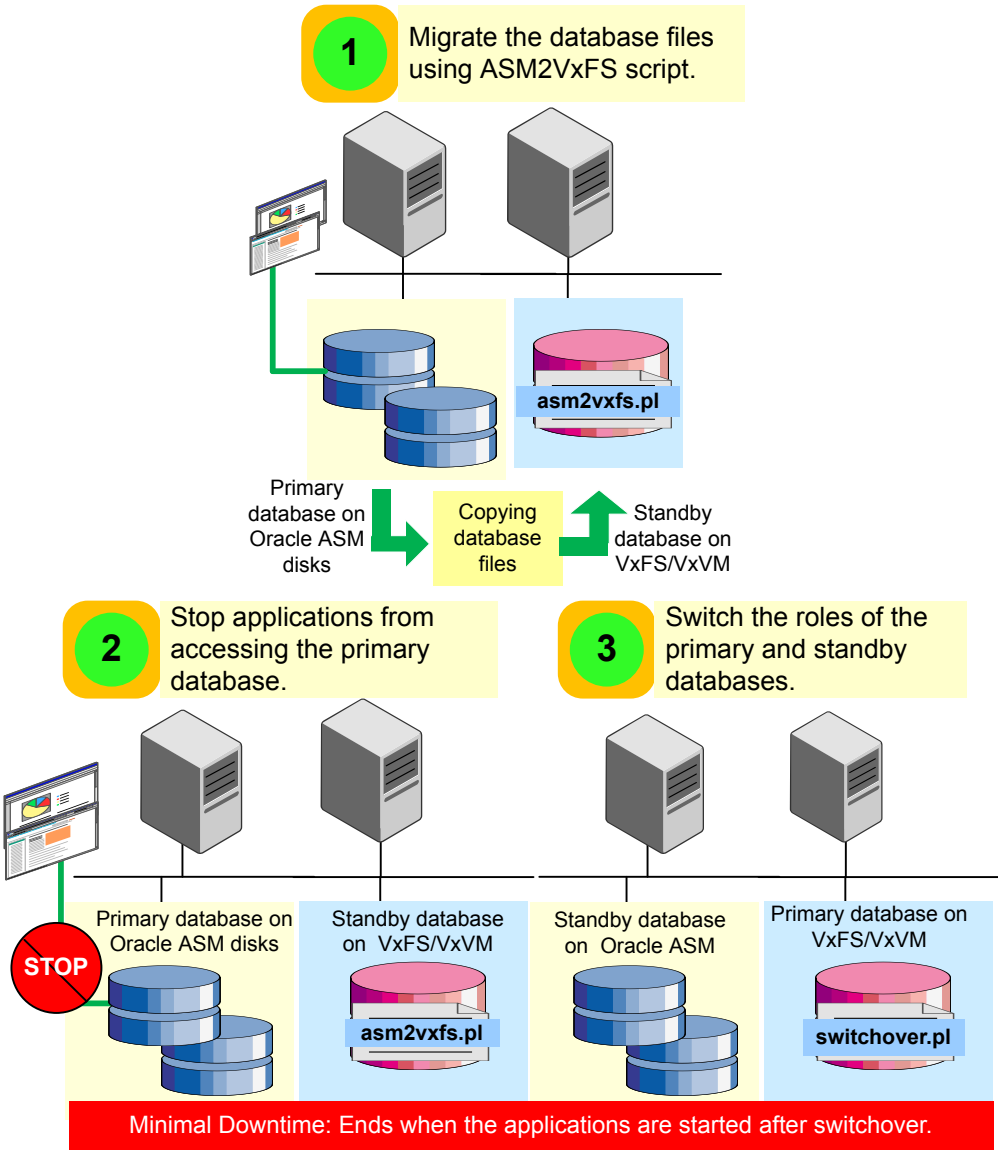 1
Migrate the database files
using ASM2VxFS script.
asm2vxfs.pl
Primary
database on
Oracle ASM
disks
Copying
database
files
Standby
database on
VxFS/VxVM
2
Stop applications from
accessing the primary
database.
3
Switch the roles of the
primary and standby
databases.
STOP
Primary database on
Oracle ASM disks
Standby database
on VxFS/VxVM
asm2vxfs.pl
Standby database
on Oracle ASM
Primary database on
VxFS/VxVM
switchover.pl
Minimal Downtime: Ends when the applications are started after switchover.